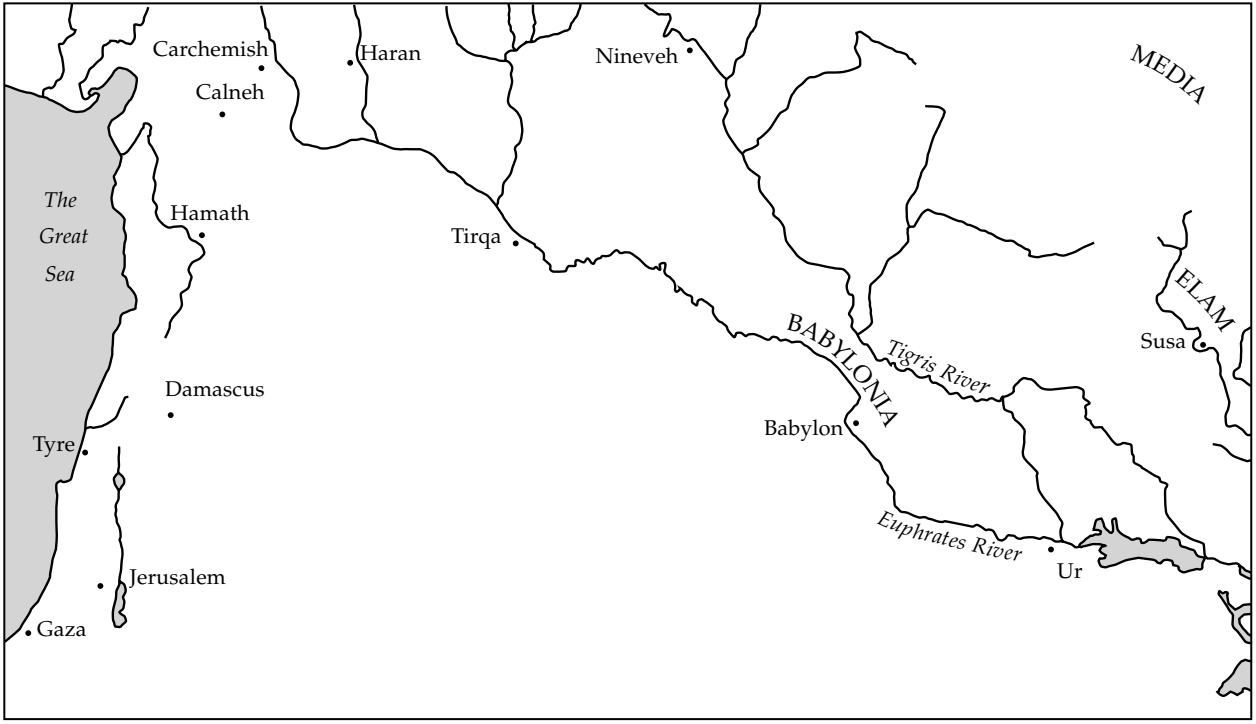 Carchemish
Haran
Nineveh
MEDIA
Calneh
The
Great
Sea
Hamath
Tirqa
ELAM
Susa
BABYLONIA
Tigris River
Damascus
Babylon
Tyre
Euphrates River
Ur
Jerusalem
Gaza